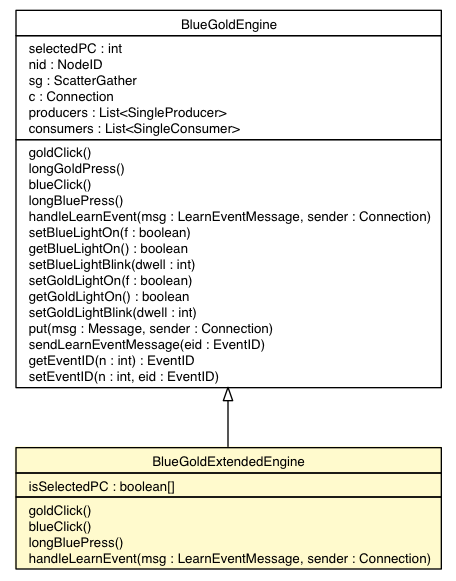 BlueGoldEngine
selectedPC : int
nid : NodeID
sg : ScatterGather
c : Connection
producers : List<SingleProducer>
consumers : List<SingleConsumer>
goldClick()
longGoldPress()
blueClick()
longBluePress()
handleLearnEvent(msg : LearnEventMessage, sender : Connection)
setBlueLightOn(f : boolean)
getBlueLightOn() : boolean
setBlueLightBlink(dwell : int)
setGoldLightOn(f : boolean)
getGoldLightOn() : boolean
setGoldLightBlink(dwell : int)
put(msg : Message, sender : Connection)
sendLearnEventMessage(eid : EventID)
getEventID(n : int) : EventID
setEventID(n : int, eid : EventID)
BlueGoldExtendedEngine
isSelectedPC : boolean[]
goldClick()
blueClick()
longBluePress()
handleLearnEvent(msg : LearnEventMessage, sender : Connection)